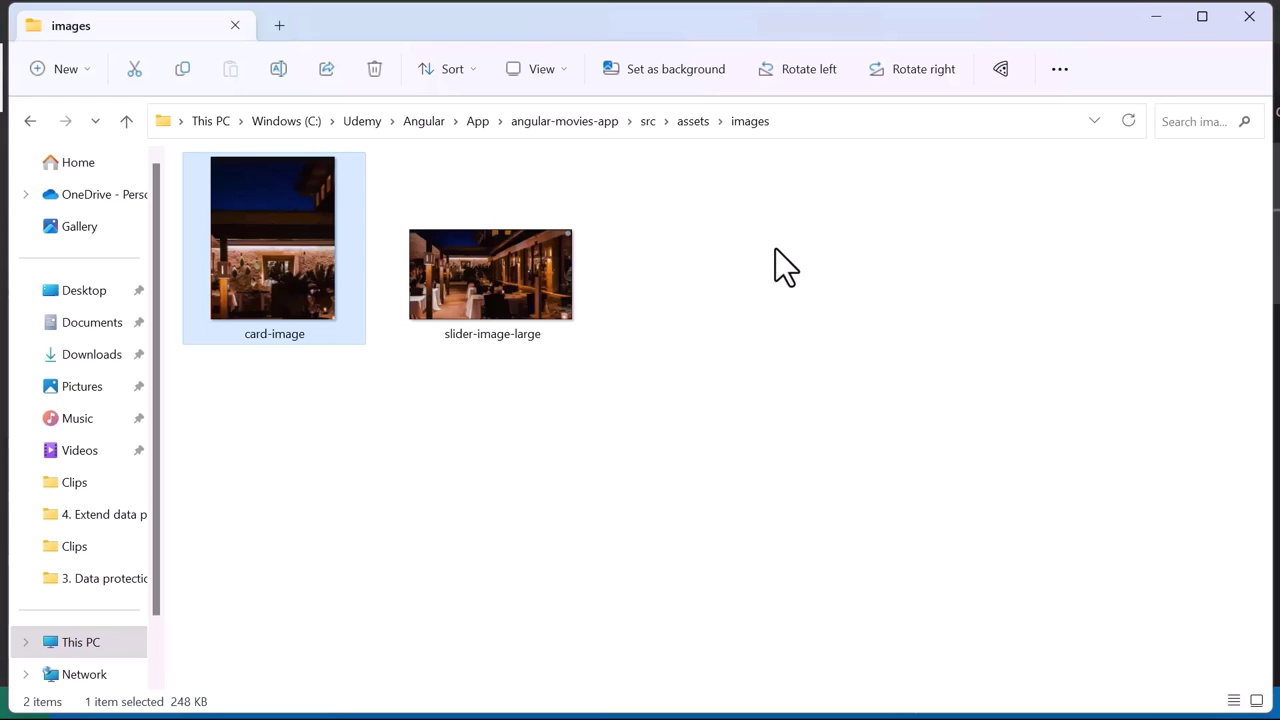 images
New
Sort
View
Set as background
Rotate left
Rotate right
This PC
Windows (C:)
Udemy
Angular
App
angular-movies-app
src
assets
images
Search ima...
Home
OneDrive - Perso
Gallery
Desktop
Documents
Downloads
Pictures
Music
Videos
Clips
4. Extend data p
Clips
3. Data protectic
This PC
Network
card-image
slider-image-large
2 items
1 item selected 248 KB